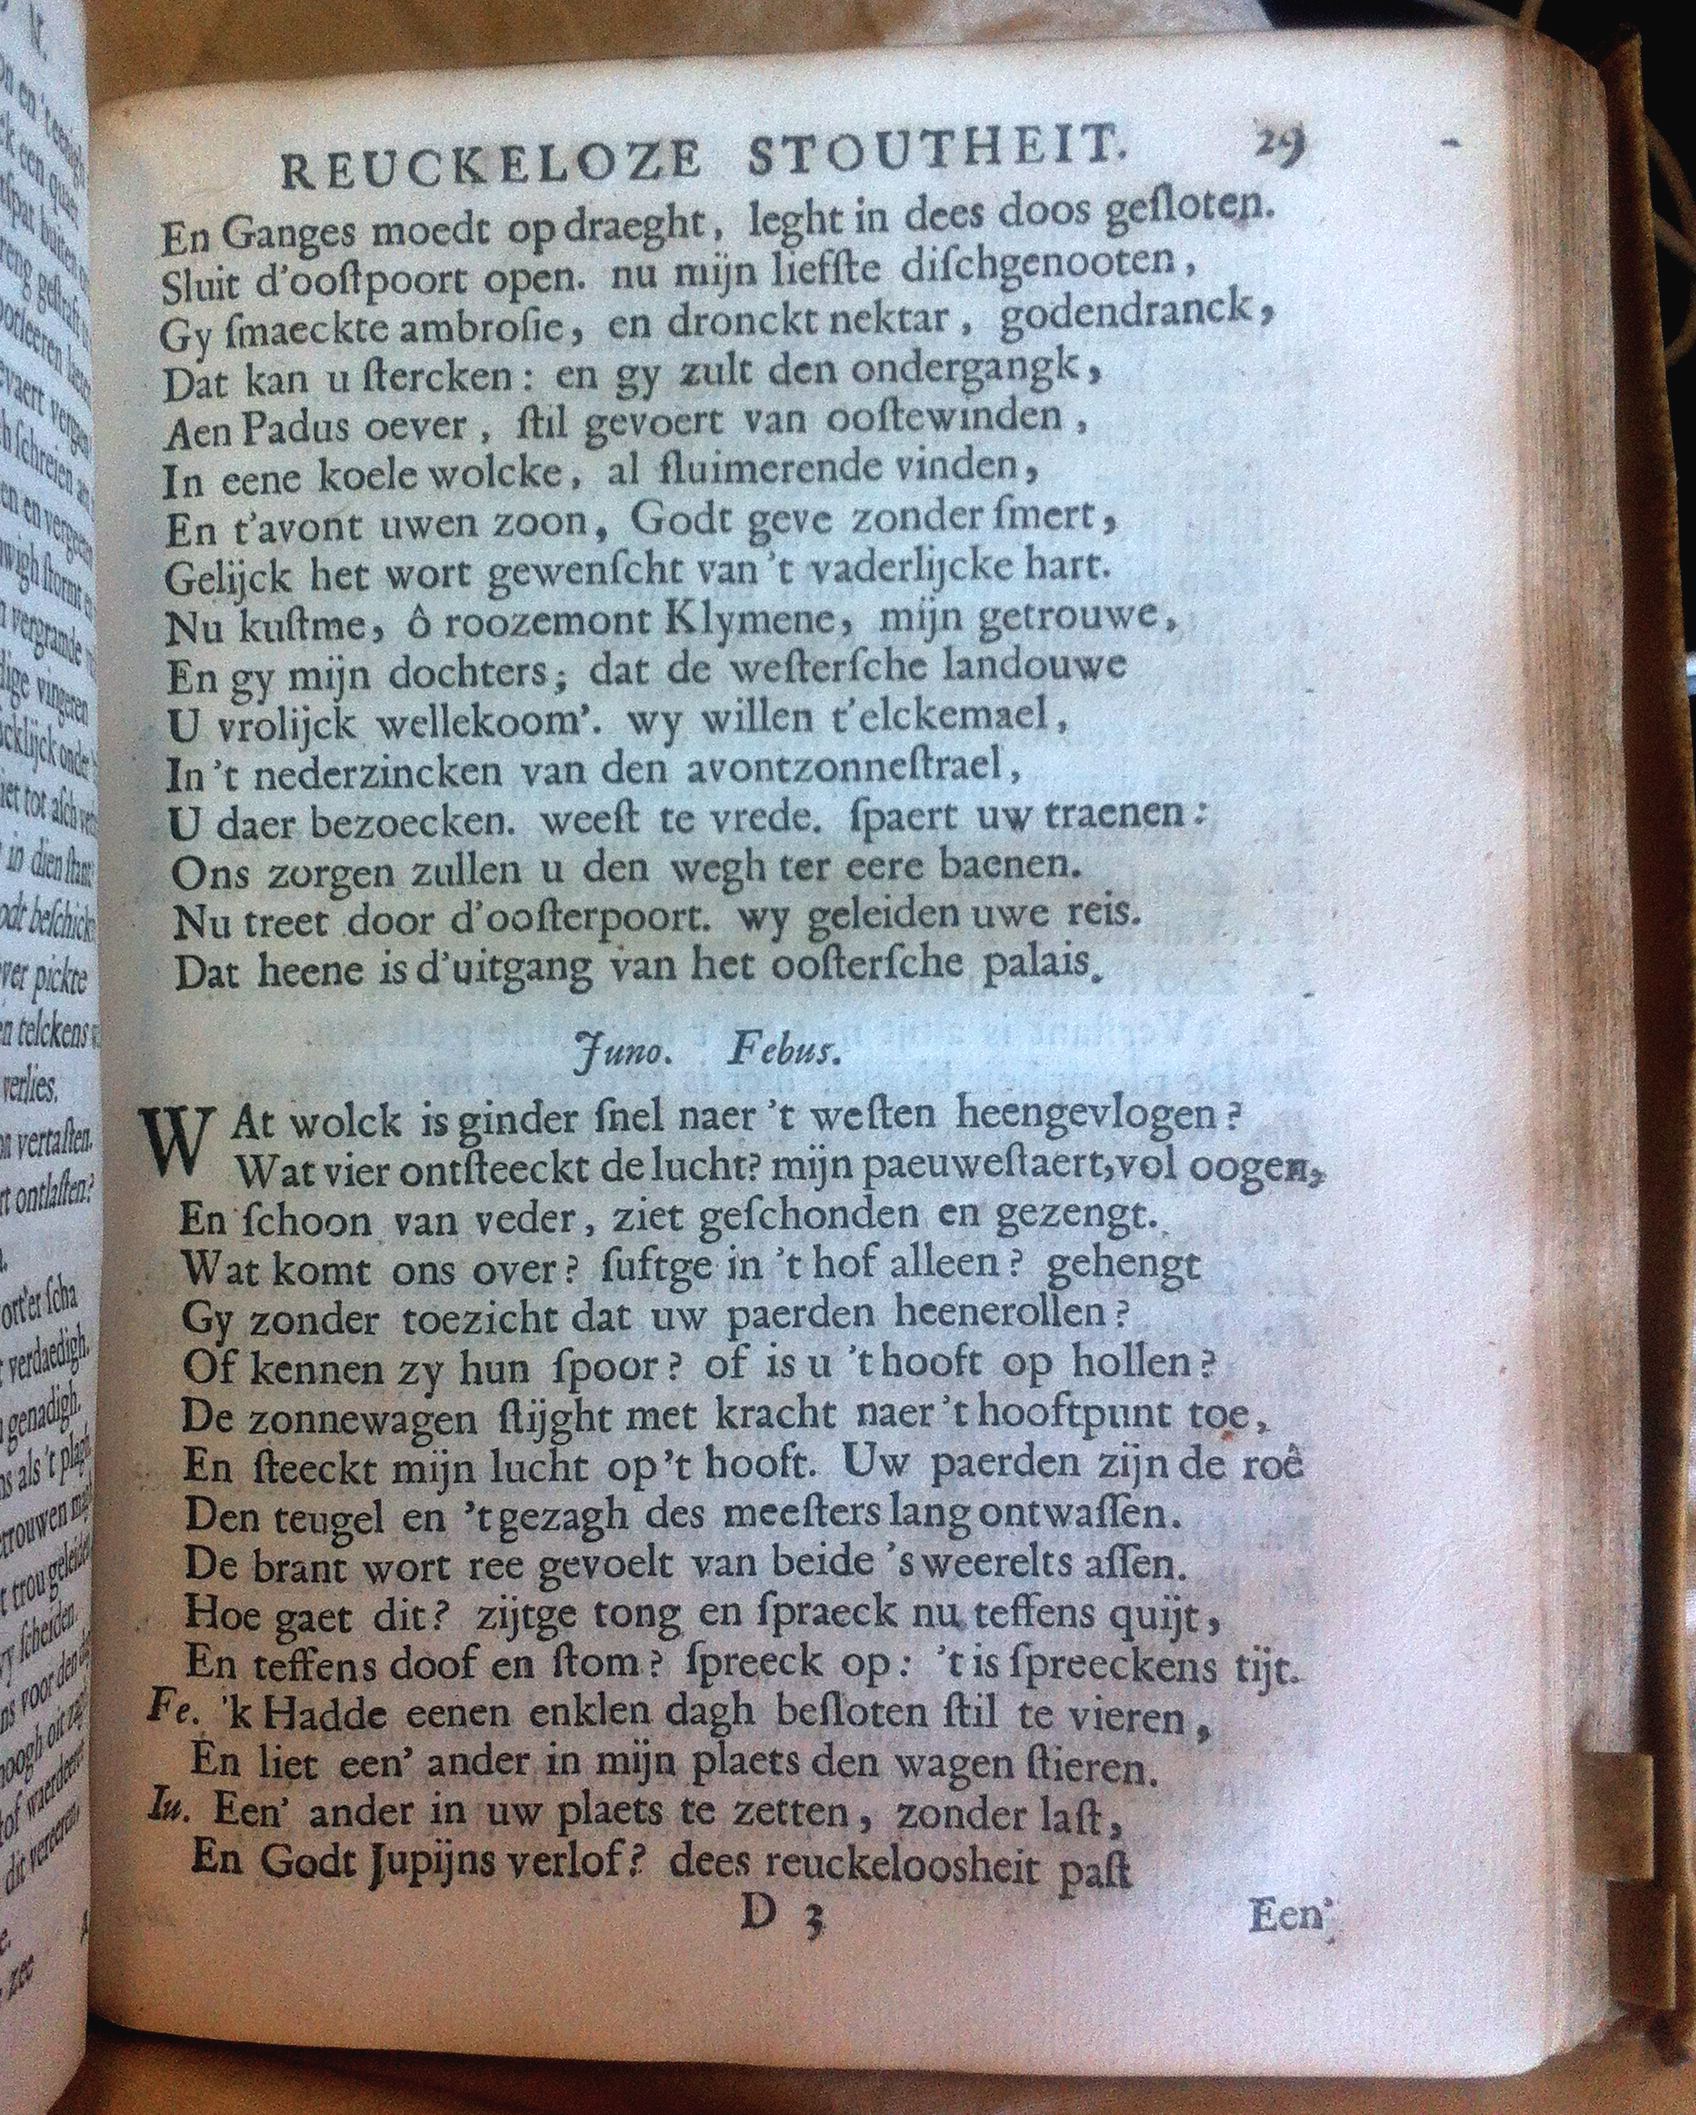 REUCKELOZE STOUTHEIT. 29
En Ganges moedt op draeght, leght in dees doos geſloten.
Sluit d'ooſtpoort open. nu mijn liefſte diſchgenooten,
Gy ſmaeckte ambroſie, en dronckt nektar, godendranck,
Dat kan u ſtercken: en gy zult den ondergangk,
Aen Padus oever, ſtil gevoert van ooſtewinden,
In eene koele wolcke, al ſluimerende vinden,
En t'avont uwen zoon, Godt geve zonder ſmert,
Gelijck het wort gewenſcht van 't vaderlijcke hart.
Nu kuſtme, ô roozemont Klymene, mijn getrouwe,
En gy mijn dochters; dat de weſterſche landouwe
U vrolijck wellekoom'. wy willen t'elckemael,
In 't nederzincken van den avontzonneſtrael,
U daer bezoecken. weeſt te vrede. ſpaert uw traenen:
Ons zorgen zullen u den wegh ter eere baenen.
Nu treet door d'ooſterpoort. wy geleiden uwe reis.
Dat heene is d'uitgang van het ooſterſche palais.
Juno. Febus.
WAt wolck is ginder ſnel naer 't weſten heengevlogen?
Wat vier ontſteeckt de lucht? mijn paeuweſtaert, vol oogen,
En ſchoon van veder, ziet geſchonden en gezengt.
Wat komt ons over? ſuftge in 't hof alleen? gehengt
Gy zonder toezicht dat uw paerden heenerollen?
Of kennen zy hun ſpoor? of is u 't hooft op hollen?
De zonnewagen ſtijght met kracht naer 't hooftpunt toe,
En ſteeckt mijn lucht op 't hooft. Uw paerden zijn de roê
Den teugel en 't gezagh des meeſters lang ontwaſſen.
De brant wort ree gevoelt van beide 's weerelts aſſen.
Hoe gaet dit? zijtge tong en ſpraeck nu teffens quijt,
En teffens doof en ſtom? ſpreeck op: 't is ſpreeckens tijt.
Fe. 'k Hadde eenen enklen dagh beſloten ſtil te vieren,
En liet een' ander in mijn plaets den wagen ſtieren.
Iu. Een' ander in uw plaets te zetten, zonder laſt,
En Godt Jupijns verlof? dees reuckeloosheit paſt
D 3 Een'